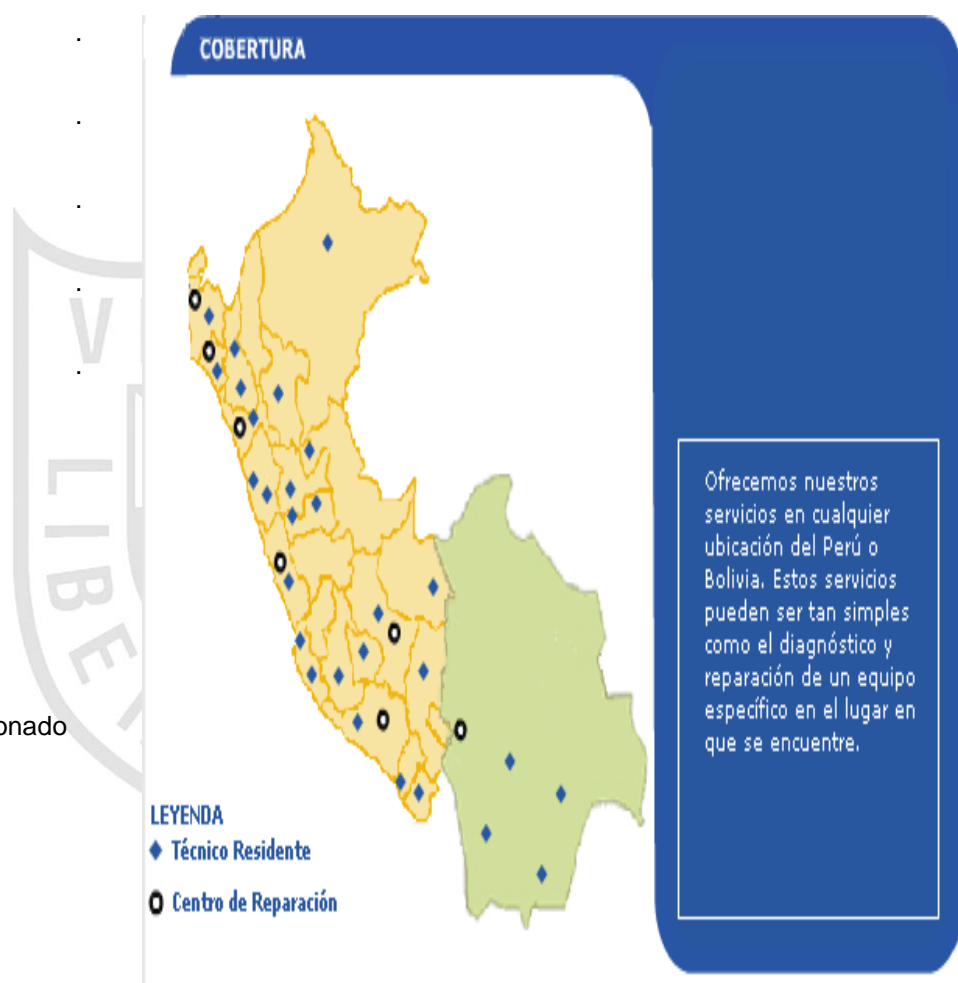 .
COBERTURA
.
.
.
.
V
LIBE
onado
Ofrecemos nuestros
servicios en cualquier
ubicación del Perú o
Bolivia. Estos servicios
pueden ser tan simples
como el diagnóstico y
reparación de un equipo
específico en el lugar en
que se encuentre.
LEYENDA
Técnico Residente
Centro de Reparación